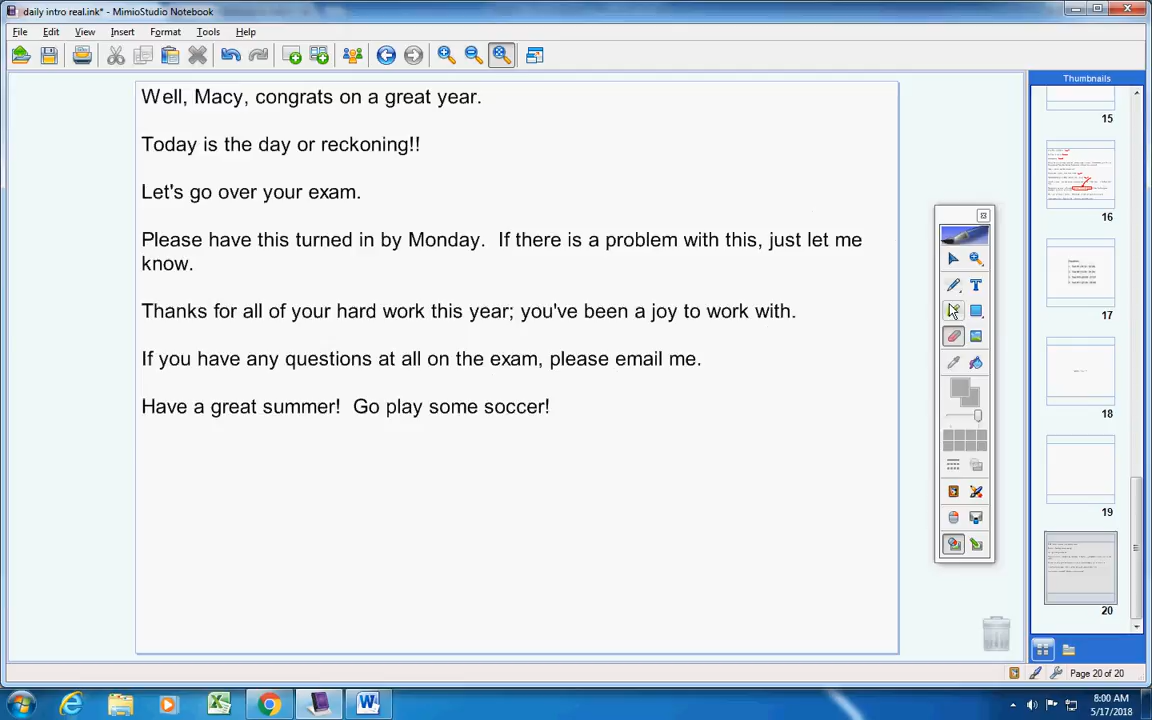 daily intro real.ink* - MimioStudio Notebook
File Edit View Insert Format Tools Help
Thumbnails
Well, Macy, congrats on a great year.
Today is the day or reckoning!!
Let's go over your exam.
Please have this turned in by Monday. If there is a problem with this, just let me
know.
Thanks for all of your hard work this year; you've been a joy to work with.
If you have any questions at all on the exam, please email me.
Have a great summer! Go play some soccer!
15
16
17
18
19
20
Page 20 of 20
8:00 AM
5/17/2018